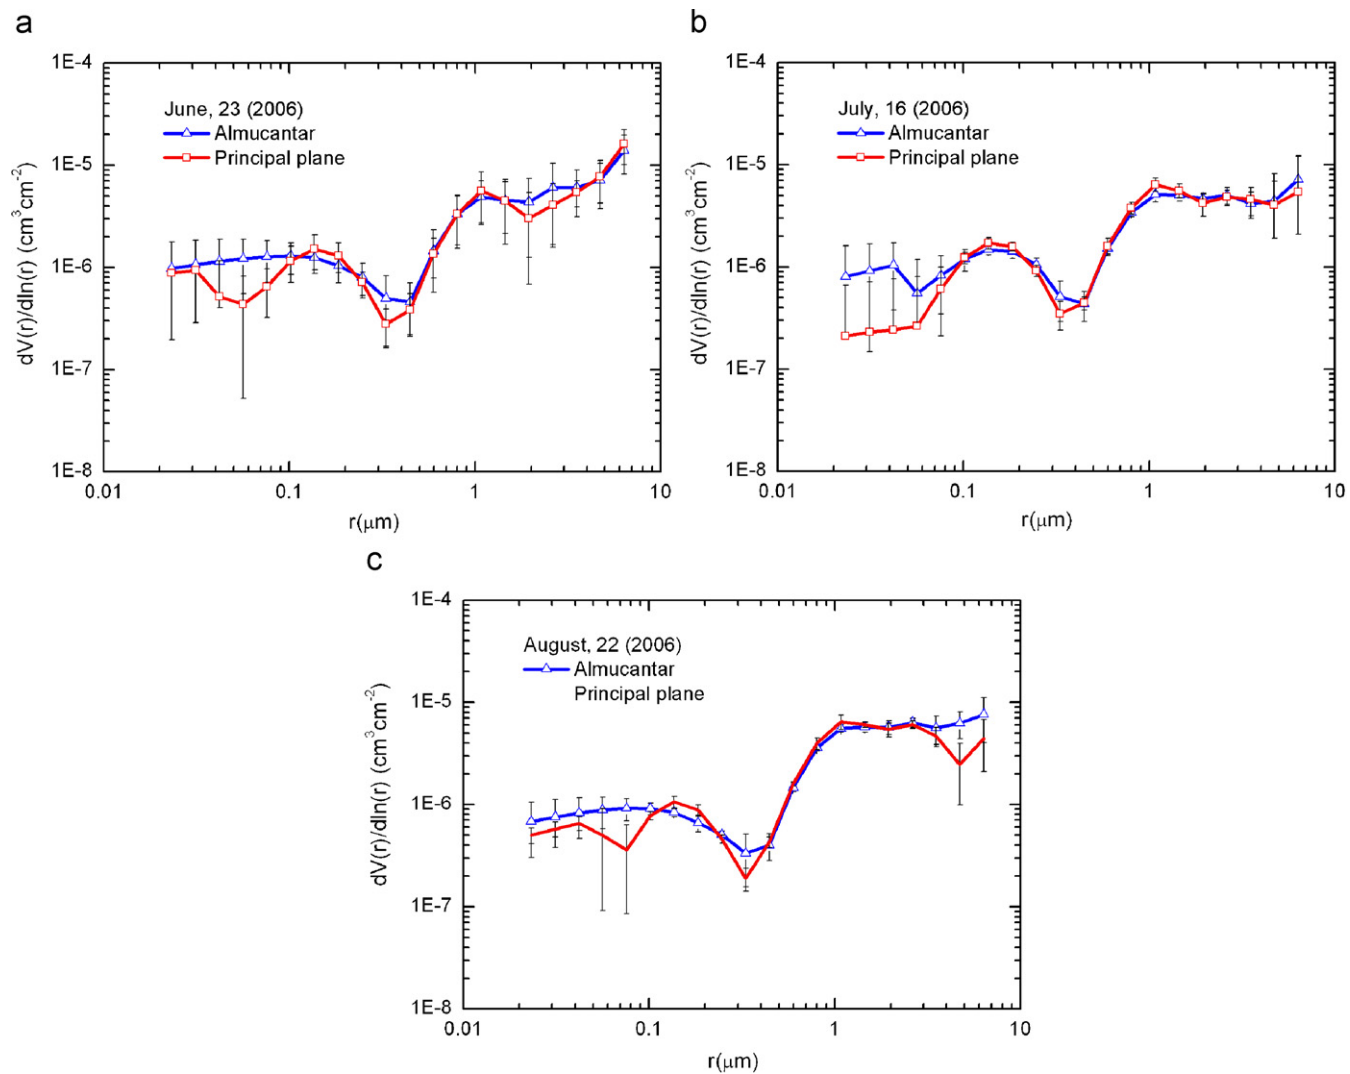 a
1E-4
1E-5
1E-6
1E-7
1E-8
dV(r)/dln(r) (cm³cm⁻²)
June, 23 (2006)
Almucantar
Principal plane
0.01
0.1
1
10
r(μm)
b
1E-4
1E-5
1E-6
1E-7
1E-8
dV(r)/dln(r) (cm³cm⁻²)
July, 16 (2006)
Almucantar
Principal plane
0.01
0.1
1
10
r(μm)
c
1E-4
1E-5
1E-6
1E-7
1E-8
dV(r)/dln(r) (cm³cm⁻²)
August, 22 (2006)
Almucantar
Principal plane
0.01
0.1
1
10
r(μm)